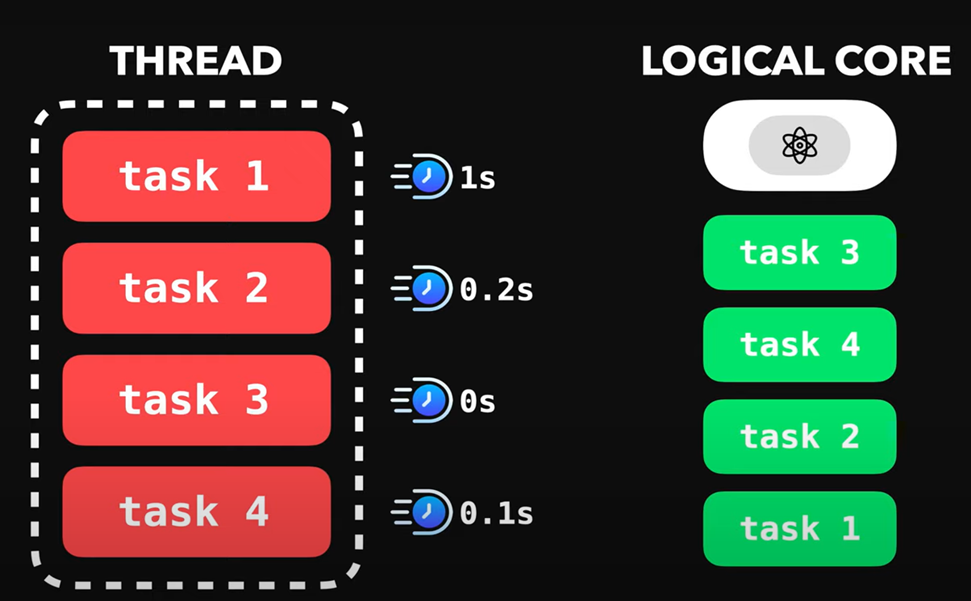 THREAD
task 1
1s
task 2
0.2s
task 3
0s
task 4
0.1s
LOGICAL CORE
task 3
task 4
task 2
task 1